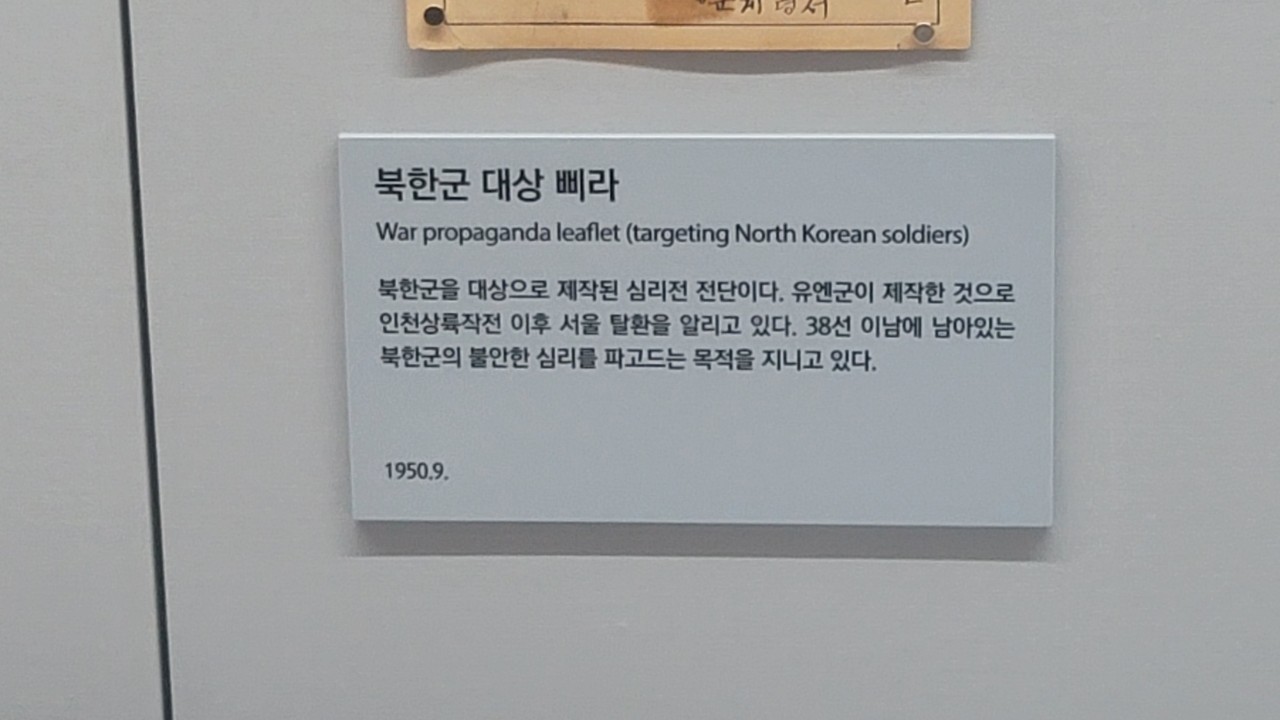 북한군 대상 삐라
War propaganda leaflet (targeting North Korean soldiers)
북한군을 대상으로 제작된 심리전 전단이다. 유엔군이 제작한 것으로
인천상륙작전 이후 서울 탈환을 알리고 있다. 38선 이남에 남아있는
북한군의 불안한 심리를 파고드는 목적을 지니고 있다.
1950.9.